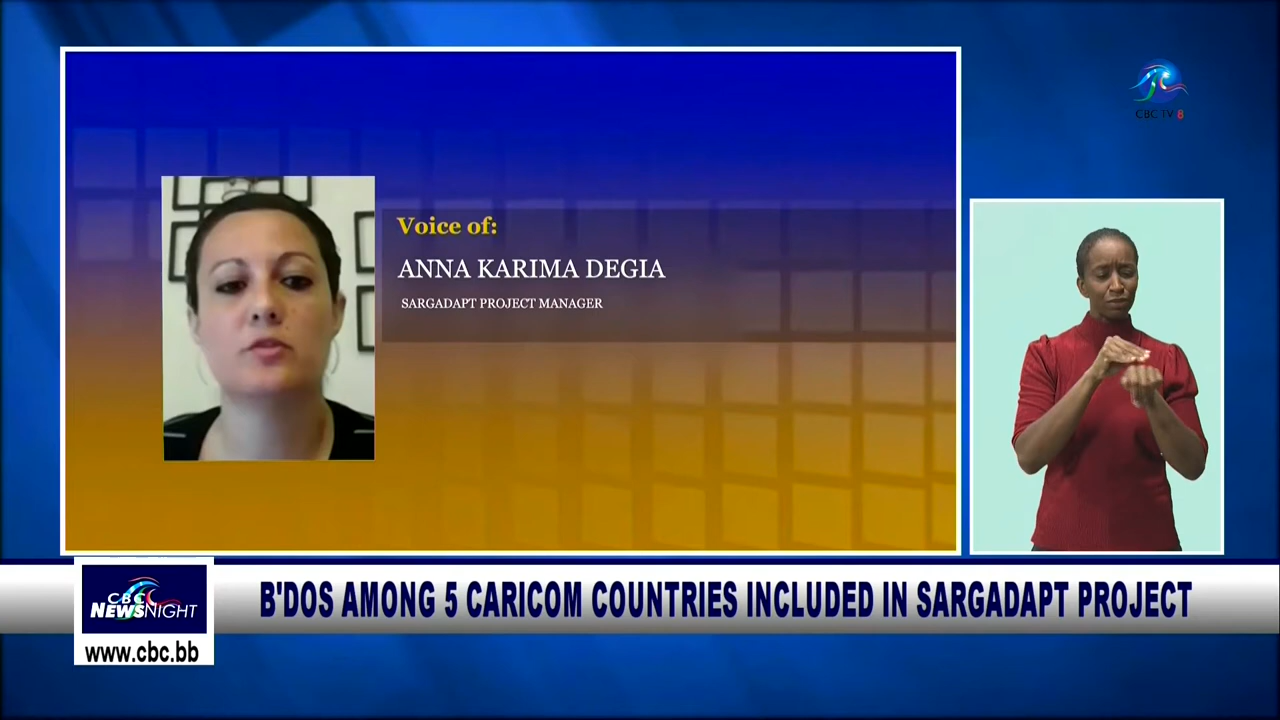 CBC TV 8
Voice of:
ANNA KARIMA DEGIA
SARGADAPT PROJECT MANAGER
CBC
NEWSNIGHT
B'DOS AMONG 5 CARICOM COUNTRIES INCLUDED IN SARGADAPT PROJECT
www.cbc.bb